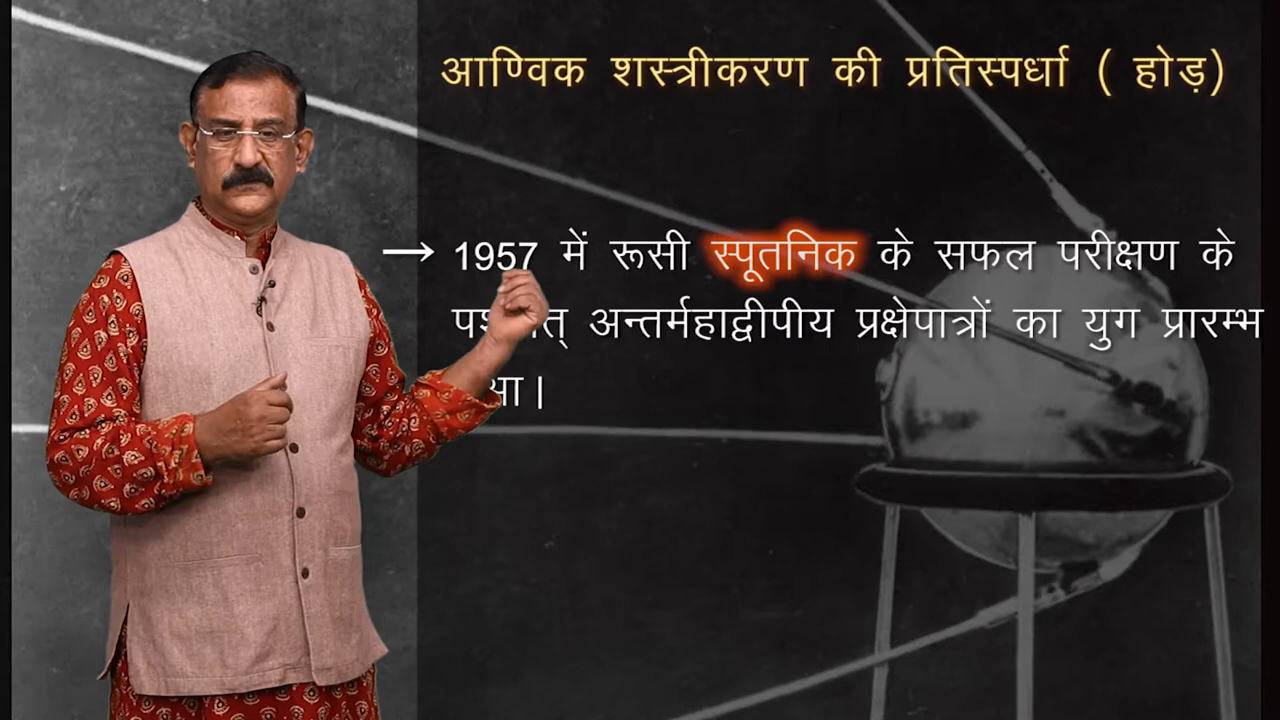 आण्विक शस्त्रीकरण की प्रतिस्पर्धा ( होड़)
→ 1957 में रूसी स्पूतनिक के सफल परीक्षण के
अन्तर्महाद्वीपीय प्रक्षेपात्रों का युग प्रारम्भ